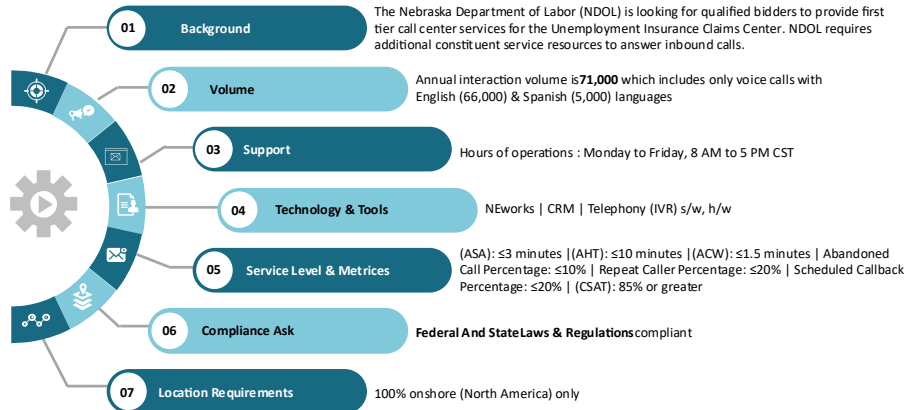 01 Background
The Nebraska Department of Labor (NDOL) is looking for qualified bidders to provide first
tier call center services for the Unemployment Insurance Claims Center. NDOL requires
additional constituent service resources to answer inbound calls.
02 Volume
Annual interaction volume is71,000 which includes only voice calls with
English (66,000) & Spanish (5,000) languages
03 Support
Hours of operations : Monday to Friday, 8 AM to 5 PM CST
04 Technology & Tools
NEworks | CRM | Telephony (IVR) s/w, h/w
05 Service Level & Metrices
(ASA): ≤3 minutes |(AHT): ≤10 minutes |(ACW): ≤1.5 minutes | Abandoned
Call Percentage: ≤10% | Repeat Caller Percentage: ≤20% | Scheduled Callback
Percentage: ≤20% | (CSAT): 85% or greater
06 Compliance Ask
Federal And StateLaws & Regulationscompliant
07 Location Requirements
100% onshore (North America) only